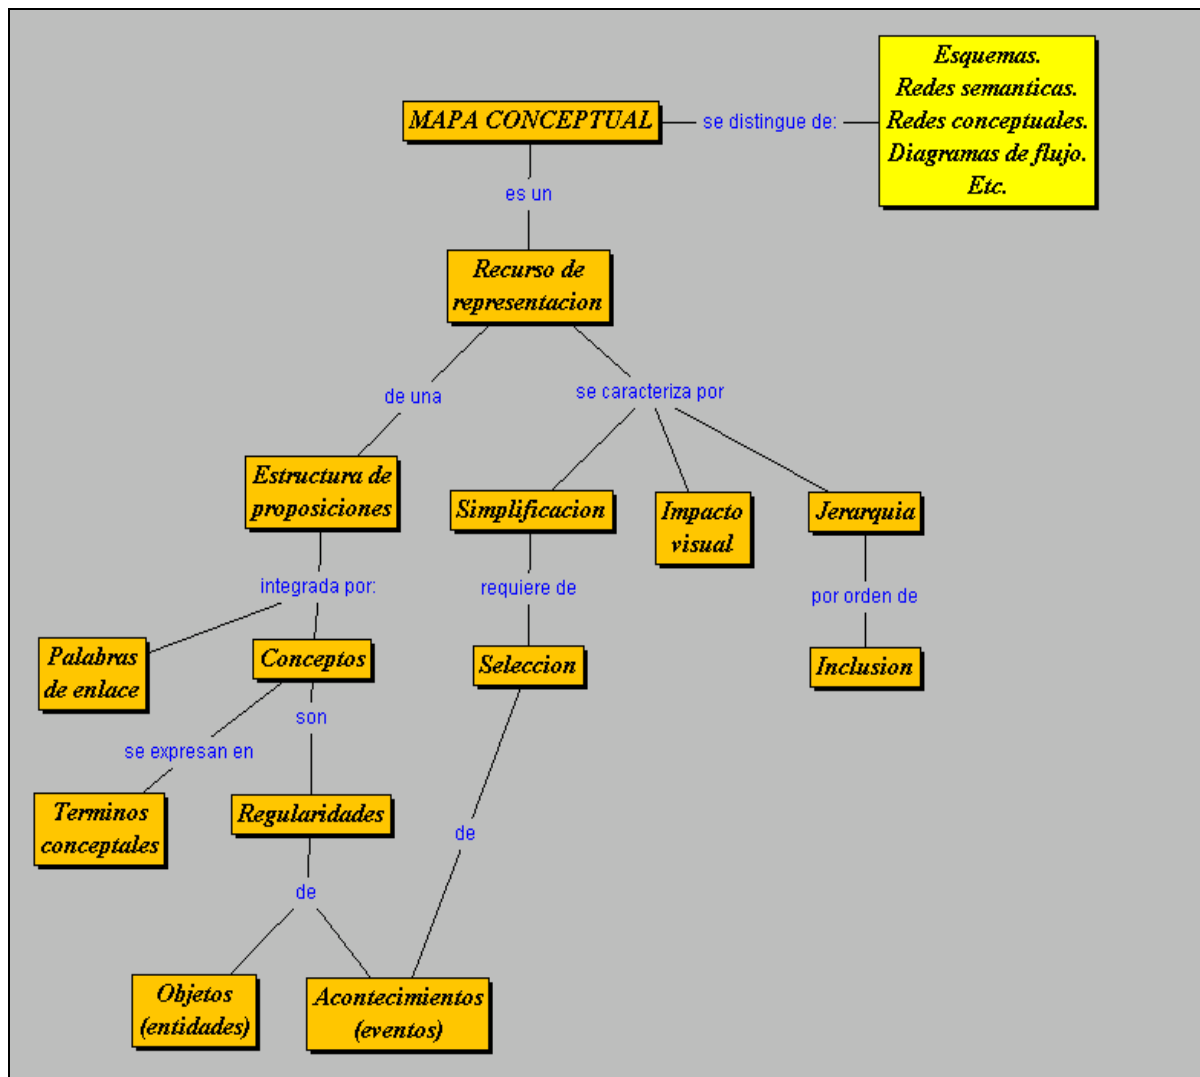 Esquemas.
Redes semanticas.
MAPA CONCEPTUAL
se distingue de:
Redes conceptuales.
Diagramas de flujo.
Etc.
es un
Recurso de
representacion
de una
se caracteriza por
Estructura de
proposiciones
Simplificacion
Impacto
visual
Jerarquia
integrada por:
requiere de
por orden de
Palabras
de enlace
Conceptos
Seleccion
Inclusion
se expresan en
son
Terminos
conceptales
Regularidades
de
de
Objetos
(entidades)
Acontecimientos
(eventos)